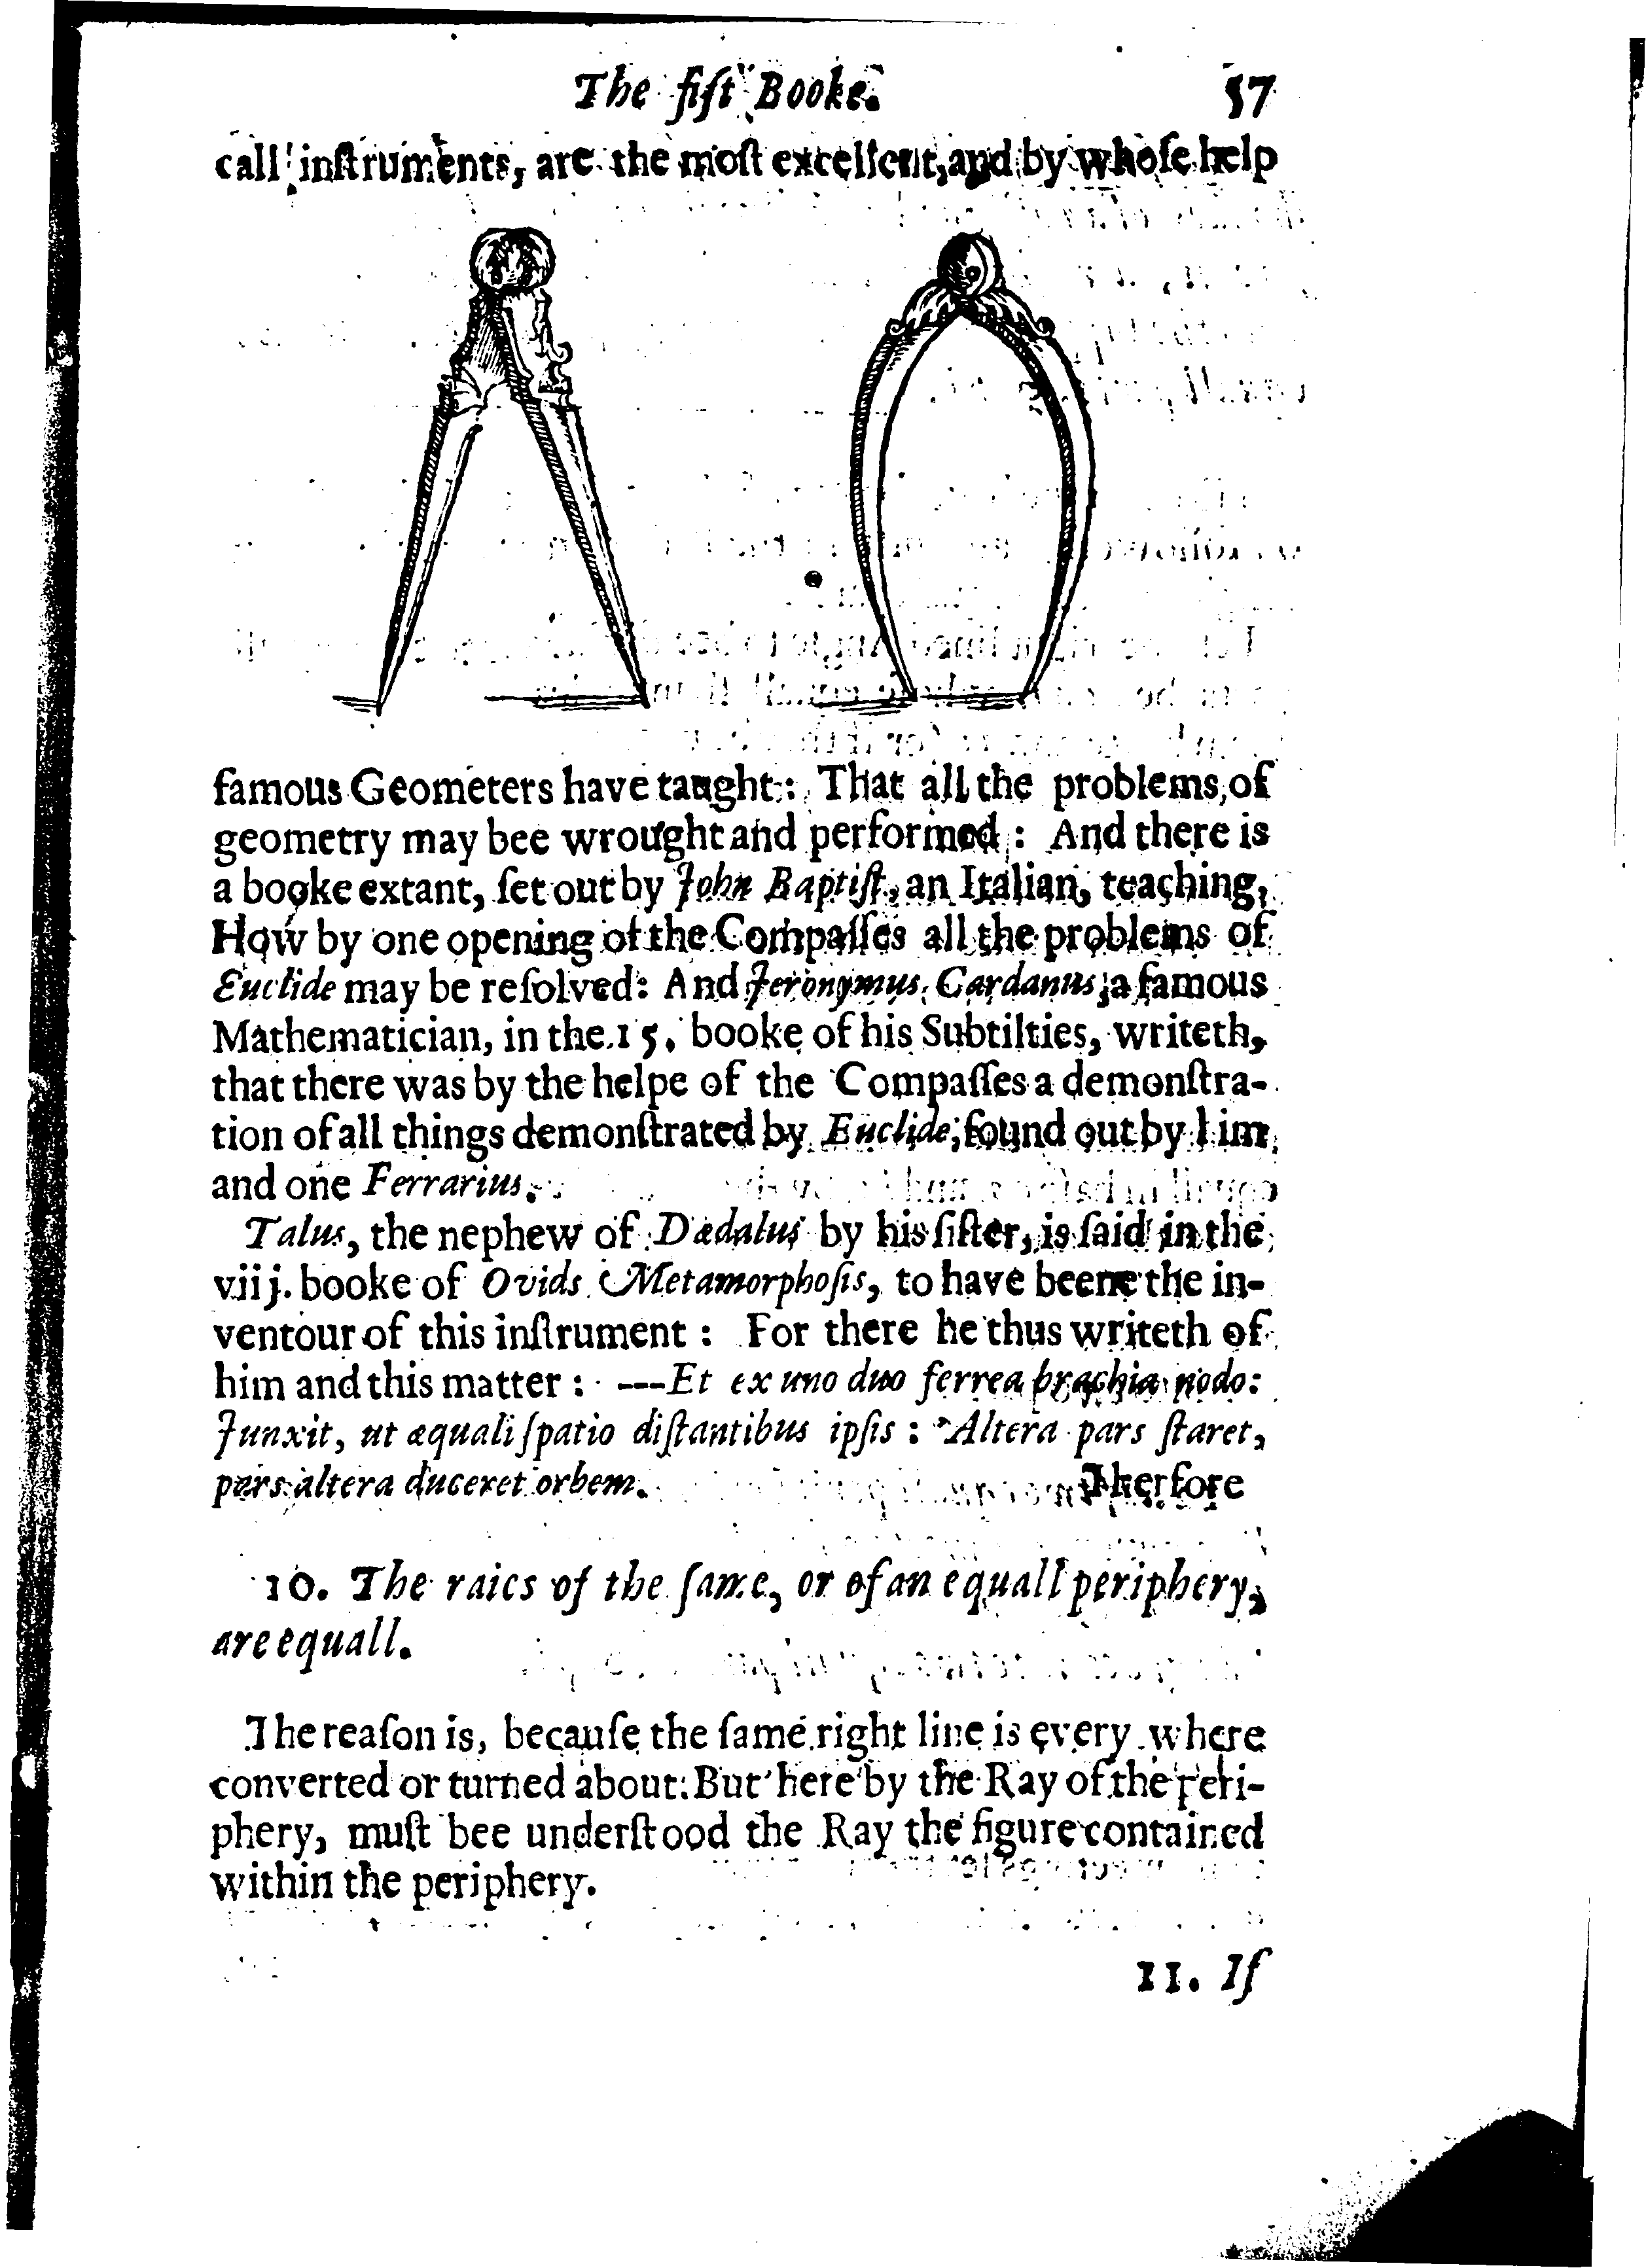 The fift Booke. 57
call inſtruments, are the moſt excellent, and by whoſe help
famous Geometers have taught: That all the problems of
geometry may bee wrought and performed: And there is
a booke extant, ſet out by John Baptiſt, an Italian, teaching,
How by one opening of the Compaſſes all the problems of
Euclide may be reſolved: And Jeronymus Cardanus, a famous
Mathematician, in the 15. booke of his Subtilties, writeth,
that there was by the helpe of the Compaſſes a demonſtra-
tion of all things demonſtrated by Euclide, found out by him
and one Ferrarius.
Talus, the nephew of Dædalus by his ſiſter, is ſaid in the
viij. booke of Ovids Metamorphoſis, to have beene the in-
ventour of this inſtrument: For there he thus writeth of
him and this matter: ---Et ex uno duo ferrea brachia nodo:
Junxit, ut æquali ſpatio diſtantibus ipſis: Altera pars ſtaret,
pars altera duceret orbem. Therfore
10. The raies of the ſame, or of an equall periphery,
are equall.
The reaſon is, becauſe the ſame right line is every where
converted or turned about: But here by the Ray of the Peri-
phery, muſt bee underſtood the Ray the figure contained
within the periphery.
11. If